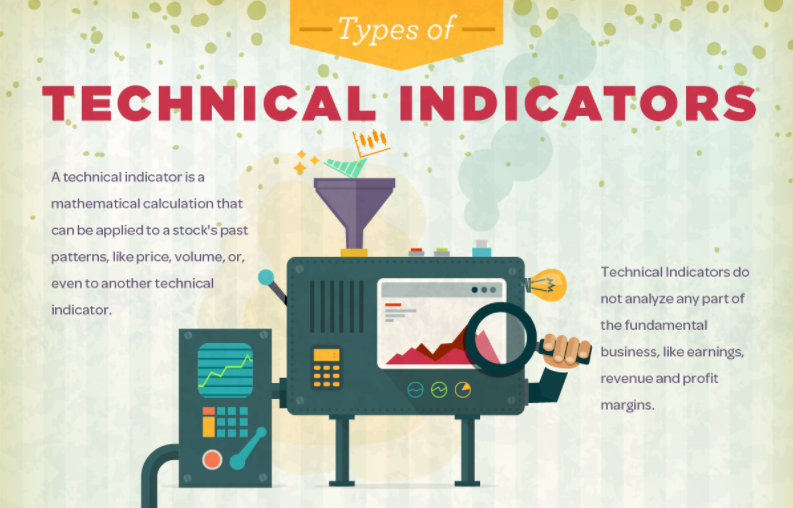 Types of
TECHNICAL INDICATORS
A technical indicator is a
mathematical calculation that
can be applied to a stock's past
patterns, like price, volume, or,
even to another technical
indicator.
Technical Indicators do
not analyze any part of
the fundamental
business, like earnings,
revenue and profit
margins.